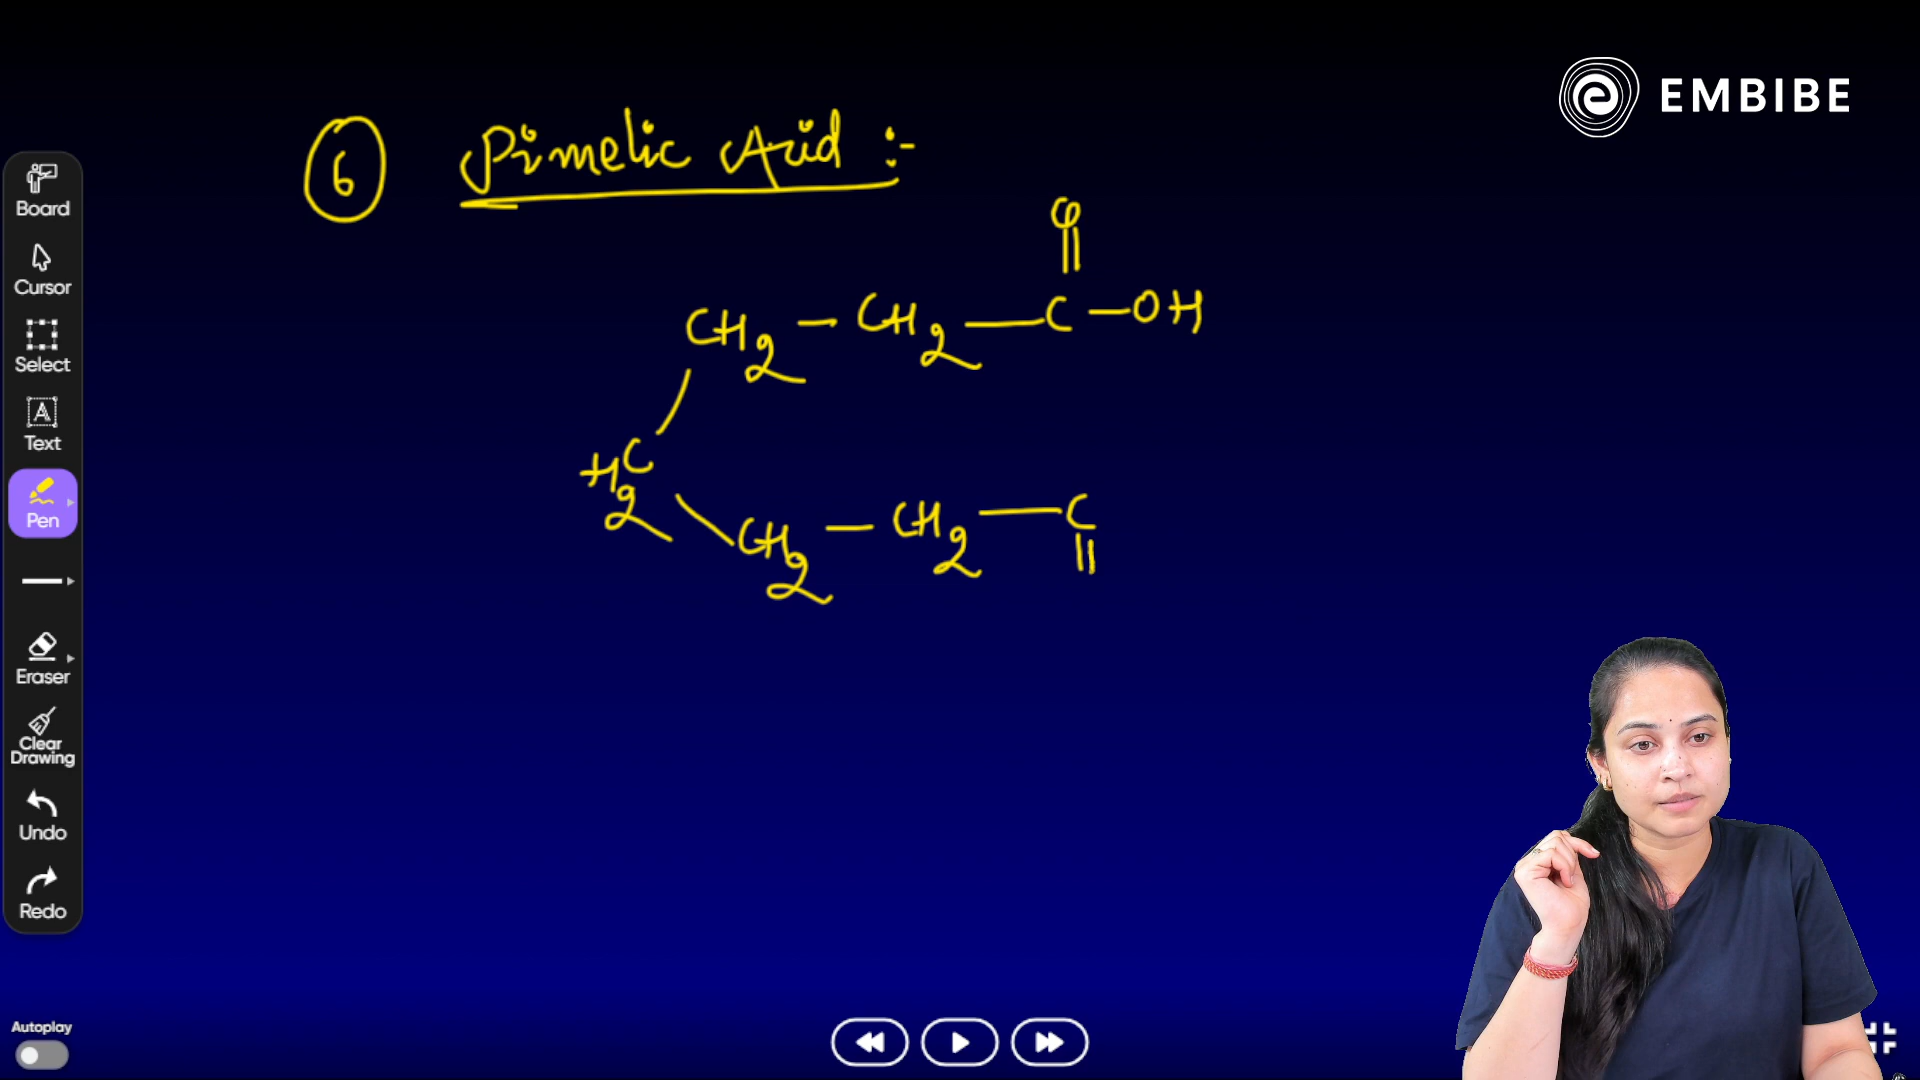 EMBIBE
6 Pimelic Acid :-
O
CH2 - CH2 - C - OH
H2C
CH2 - CH2 - C
Board
Cursor
Select
Text
Pen
Eraser
Clear
Drawing
Undo
Redo
Autoplay